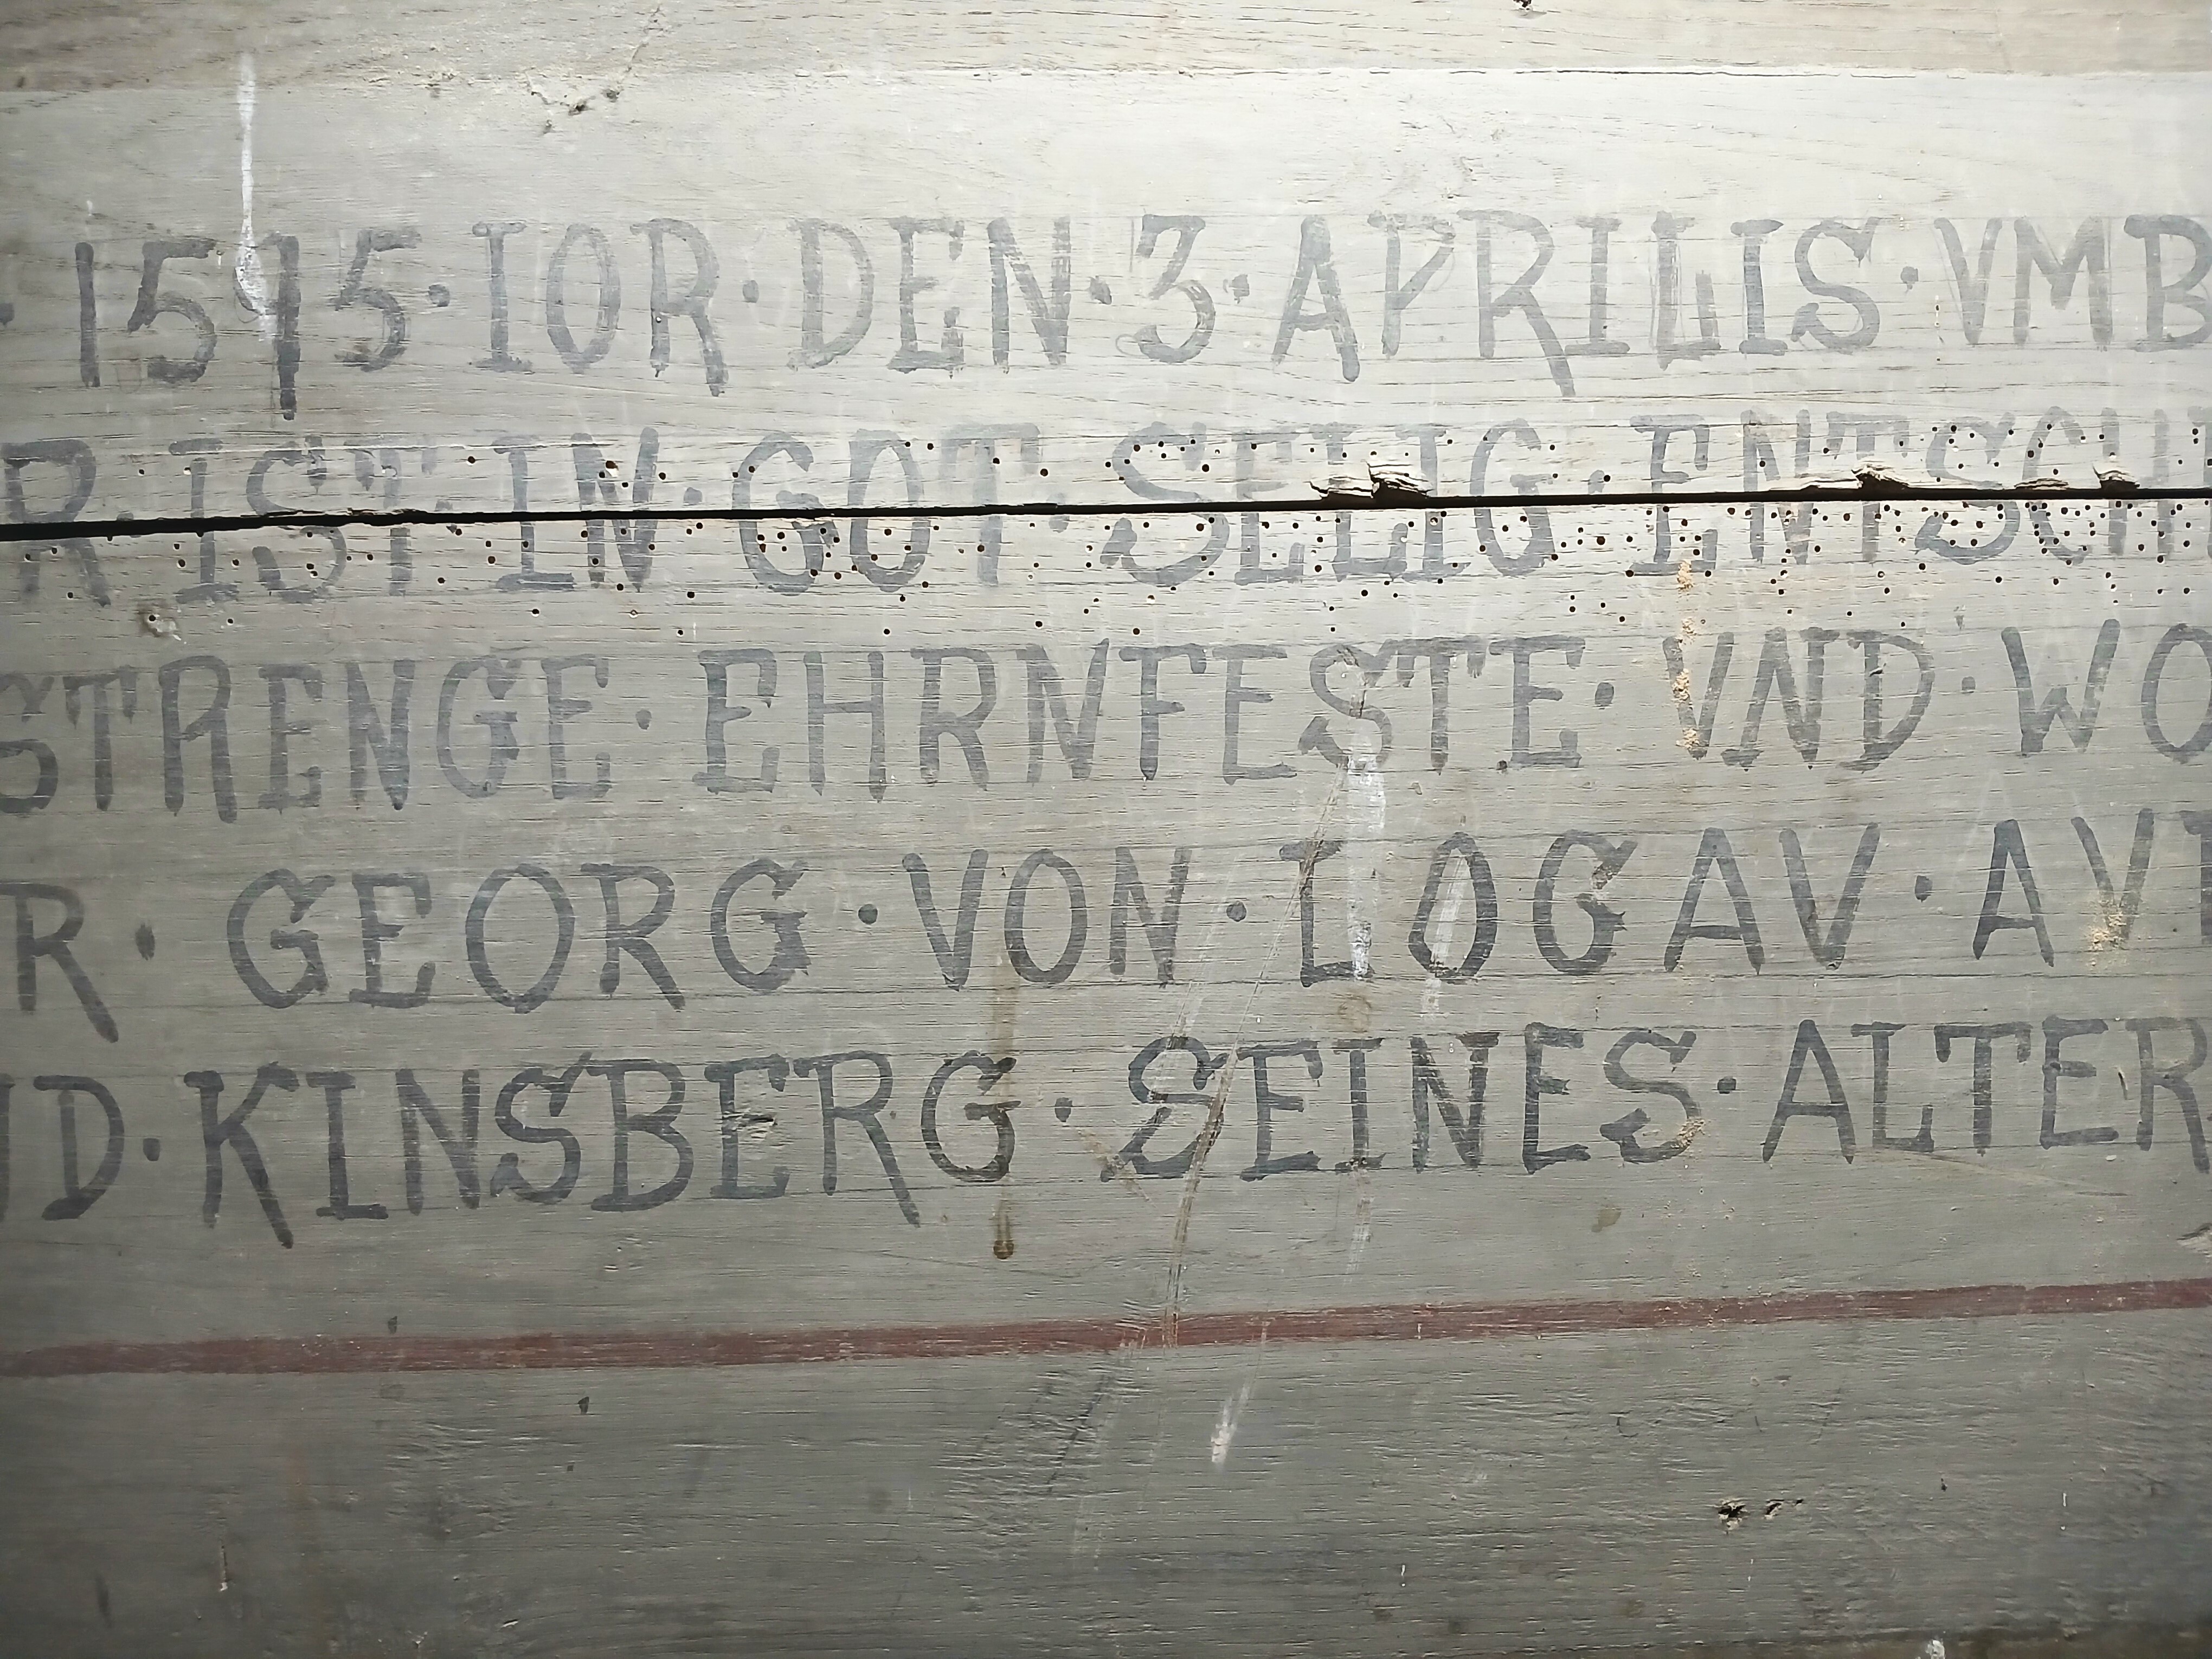 · 1595 · IOR · DEN · 3 · APRILIS · VMB
R · IST · IN · GOT · SELIG · ENTSCH
STRENGE · EHRNFESTE · VND · WO
R · GEORG · VON · LOGAV · AV
D · KINSBERG · SEINES · ALTER